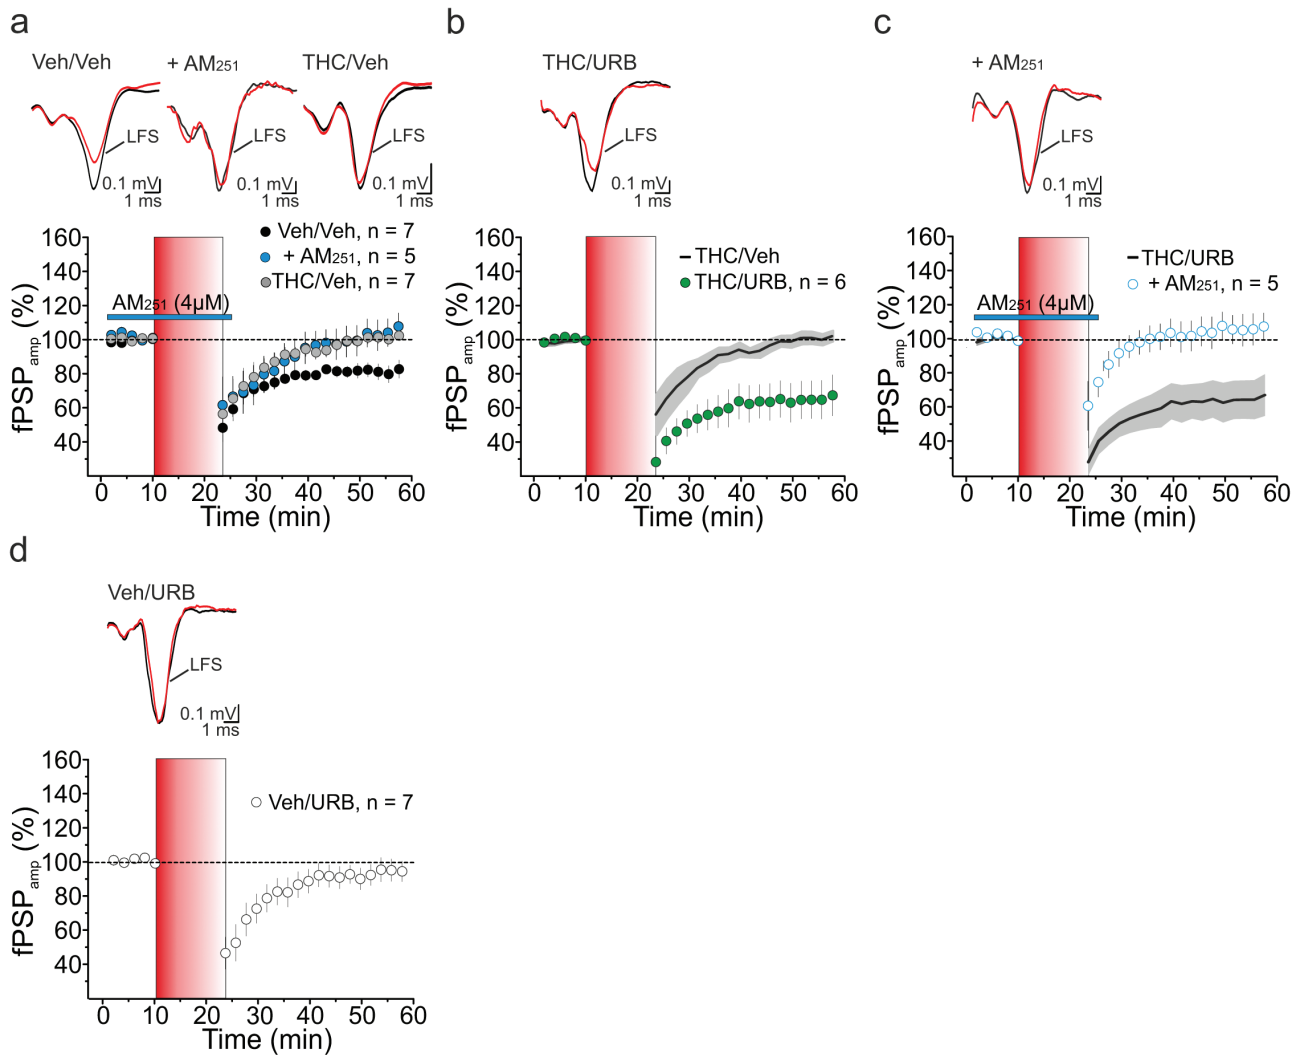 a
Veh/Veh
+ AM251
THC/Veh
LFS
LFS
LFS
0.1 mV
1 ms
0.1 mV
1 ms
0.1 mV
1 ms
160
140
120
100
80
60
40
fPSPamp (%)
Veh/Veh, n = 7
+ AM251, n = 5
THC/Veh, n = 7
AM251 (4µM)
0 10 20 30 40 50 60
Time (min)
b
THC/URB
LFS
0.1 mV
1 ms
160
140
120
100
80
60
40
fPSPamp (%)
THC/Veh
THC/URB, n = 6
0 10 20 30 40 50 60
Time (min)
c
+ AM251
LFS
0.1 mV
1 ms
160
140
120
100
80
60
40
fPSPamp (%)
THC/URB
+ AM251, n = 5
AM251 (4µM)
0 10 20 30 40 50 60
Time (min)
d
Veh/URB
LFS
0.1 mV
1 ms
160
140
120
100
80
60
40
fPSPamp (%)
Veh/URB, n = 7
0 10 20 30 40 50 60
Time (min)